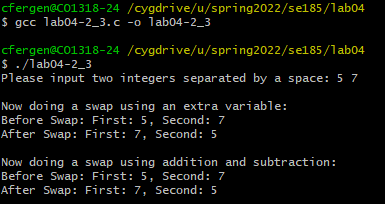 cfergen@CO1318-24 /cygdrive/u/spring2022/se185/lab04
$ gcc lab04-2_3.c -o lab04-2_3
cfergen@CO1318-24 /cygdrive/u/spring2022/se185/lab04
$ ./lab04-2_3
Please input two integers separated by a space: 5 7
Now doing a swap using an extra variable:
Before Swap: First: 5, Second: 7
After Swap: First: 7, Second: 5
Now doing a swap using addition and subtraction:
Before Swap: First: 5, Second: 7
After Swap: First: 7, Second: 5